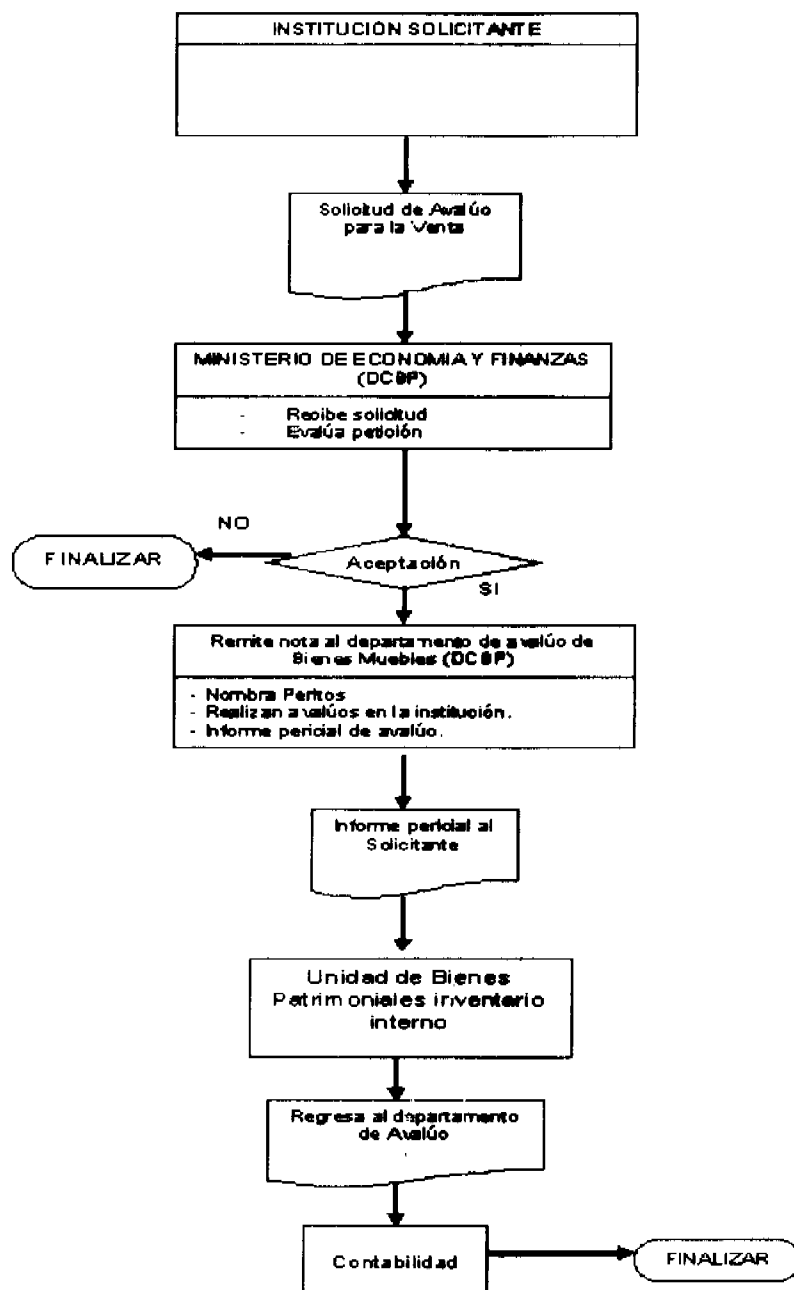 INSTITUCIÓN SOLICITANTE
Solicitud de Avalúo
para la Venta
MINISTERIO DE ECONOMIA Y FINANZAS
(DCBP)
- Recibe solicitud
- Evalúa petición
NO
FINALIZAR
Aceptación
SI
Remite nota al departamento de avalúo de
Bienes Muebles (DCBP)
- Nombra Peritos
- Realizan avalúos en la institución.
- Informe pericial de avalúo.
Informe pericial al
Solicitante
Unidad de Bienes
Patrimoniales inventario
interno
Regresa al departamento
de Avalúo
Contabilidad
FINALIZAR